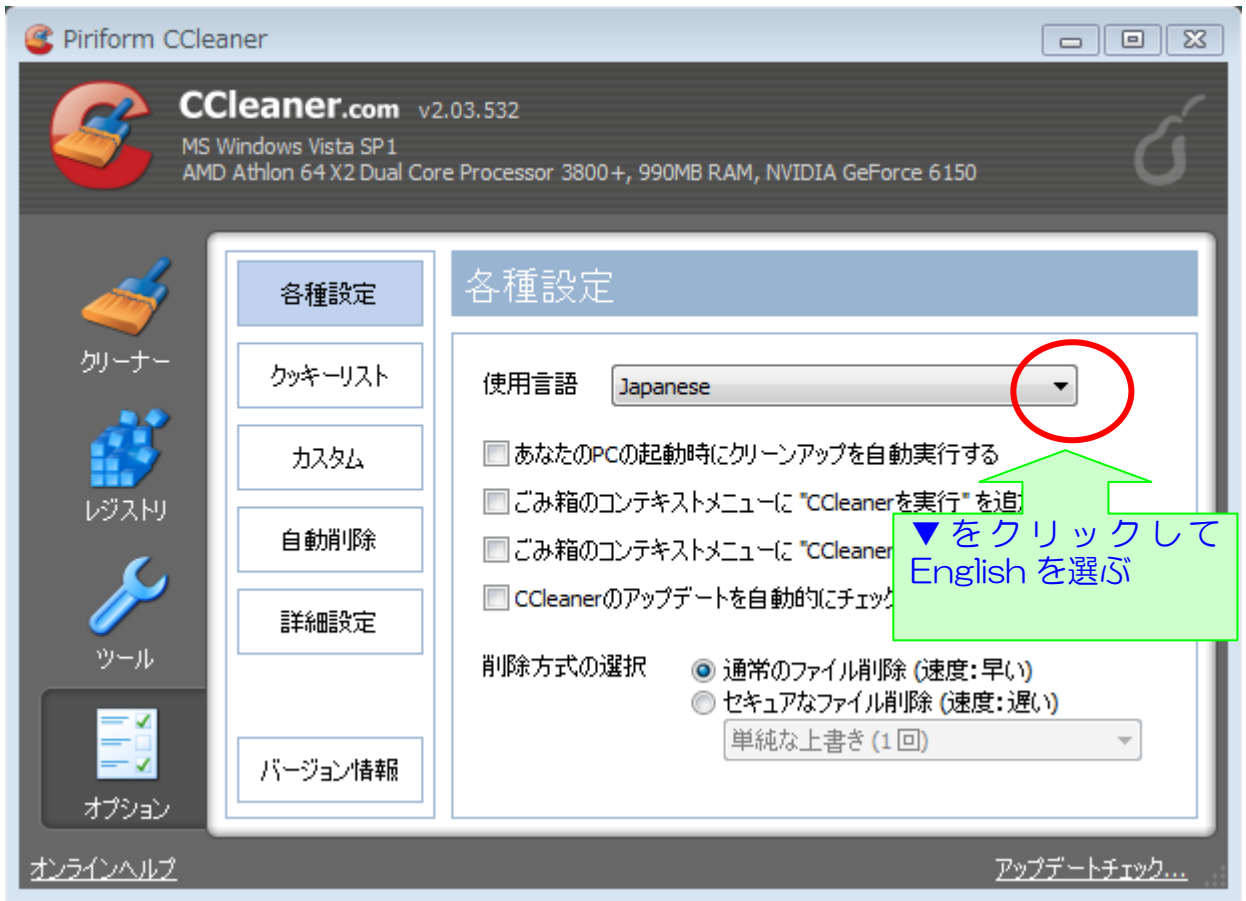 Piriform CCleaner
CCleaner.com v2.03.532
MS Windows Vista SP1
AMD Athlon 64 X2 Dual Core Processor 3800+, 990MB RAM, NVIDIA GeForce 6150
クリーナー
レジストリ
ツール
オプション
各種設定
クッキーリスト
カスタム
自動削除
詳細設定
バージョン情報
各種設定
使用言語 Japanese
あなたのPCの起動時にクリーンアップを自動実行する
ごみ箱のコンテキストメニューに "CCleanerを実行" を追
ごみ箱のコンテキストメニューに "CCleaner
CCleanerのアップデートを自動的にチェック
▼をクリックして
English を選ぶ
削除方式の選択 通常のファイル削除 (速度:早い)
セキュアなファイル削除 (速度:遅い)
単純な上書き (1回)
オンラインヘルプ
アップデートチェック...